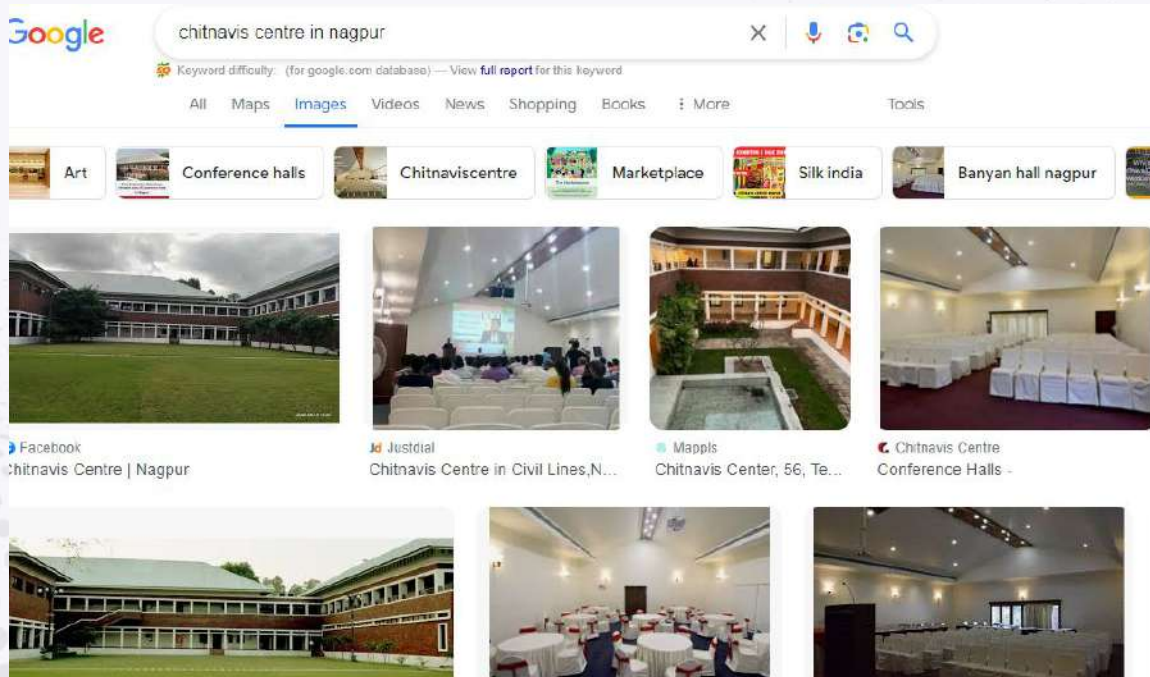 Google
chitnavis centre in nagpur
Keyword difficulty: (for google.com database) — View full report for this keyword
All Maps Images Videos News Shopping Books More Tools
Art Conference halls Chitnaviscentre Marketplace Silk india Banyan hall nagpur
Facebook
Chitnavis Centre | Nagpur
Jd Justdial
Chitnavis Centre in Civil Lines,N...
Mappls
Chitnavis Center, 56, Te...
Chitnavis Centre
Conference Halls -